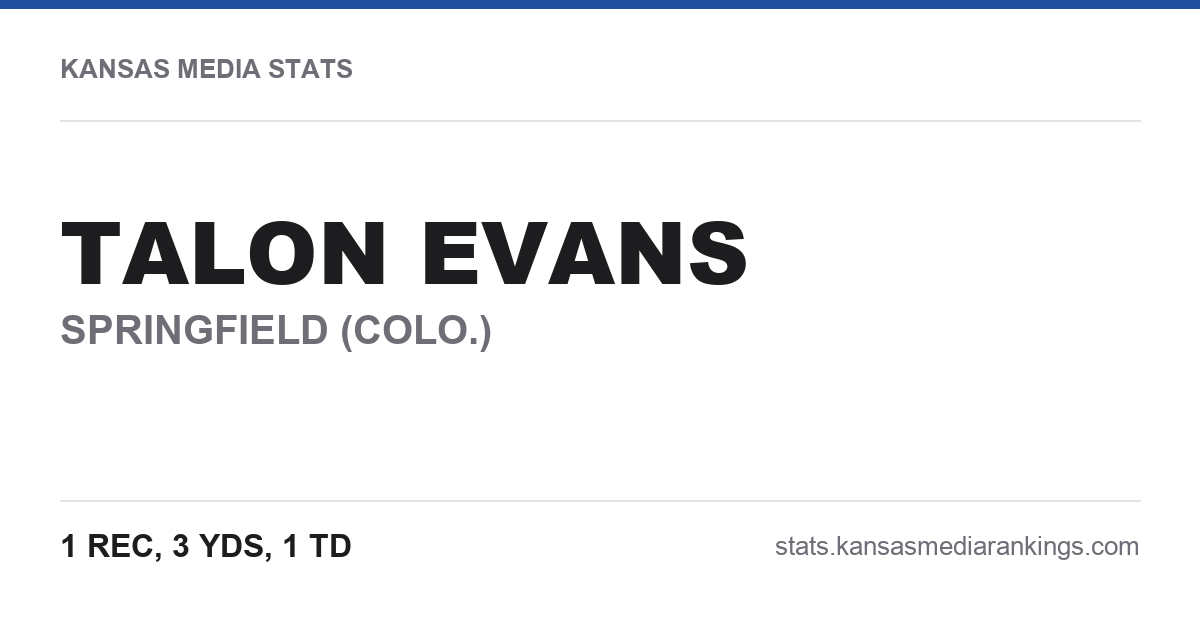 KANSAS MEDIA STATS
TALON EVANS
SPRINGFIELD (COLO.)
1 REC, 3 YDS, 1 TD
stats.kansasmediarankings.com